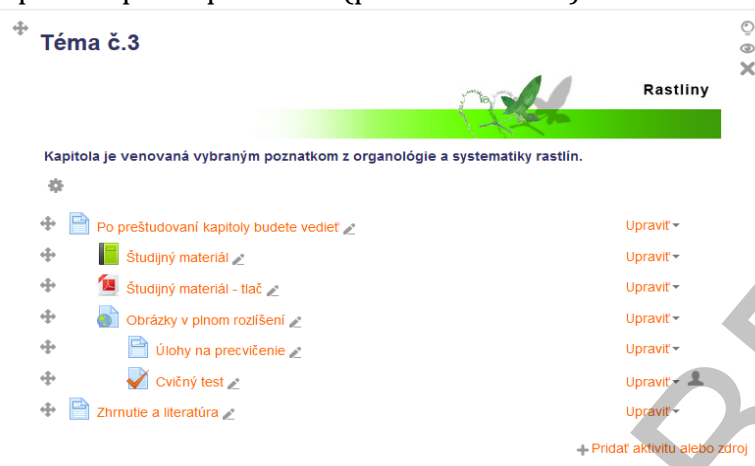 Téma č.3
Rastliny
Kapitola je venovaná vybraným poznatkom z organológie a systematiky rastlín.
Po preštudovaní kapitoly budete vedieť Upraviť
Študijný materiál Upraviť
Študijný materiál - tlač Upraviť
Obrázky v plnom rozlíšení Upraviť
Úlohy na precvičenie Upraviť
Cvičný test Upraviť
Zhrnutie a literatúra Upraviť
Pridať aktivitu alebo zdroj